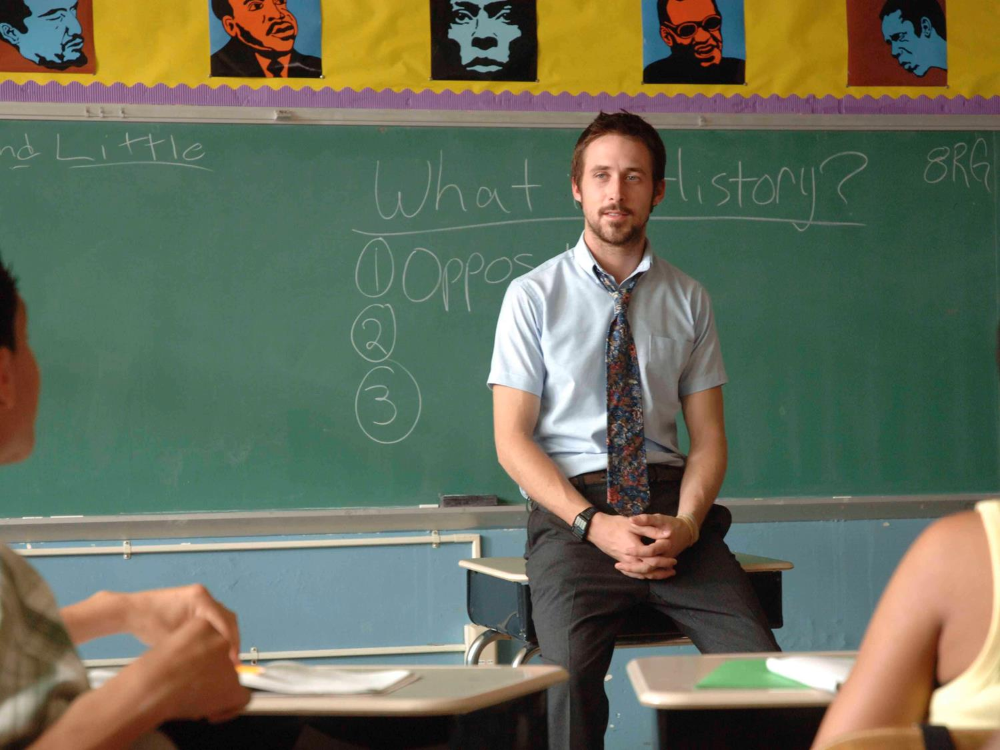 nd Little
What History?
① Oppos
②
③
8RG